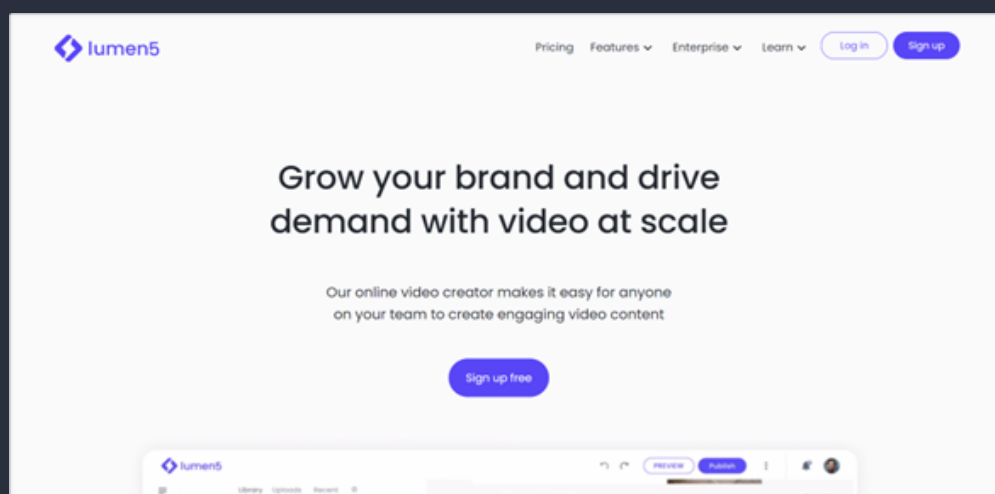 lumen5
Pricing Features Enterprise Learn Log in Sign up
Grow your brand and drive
demand with video at scale
Our online video creator makes it easy for anyone
on your team to create engaging video content
Sign up free
lumen5 PREVIEW Publish
Library Uploads Recent